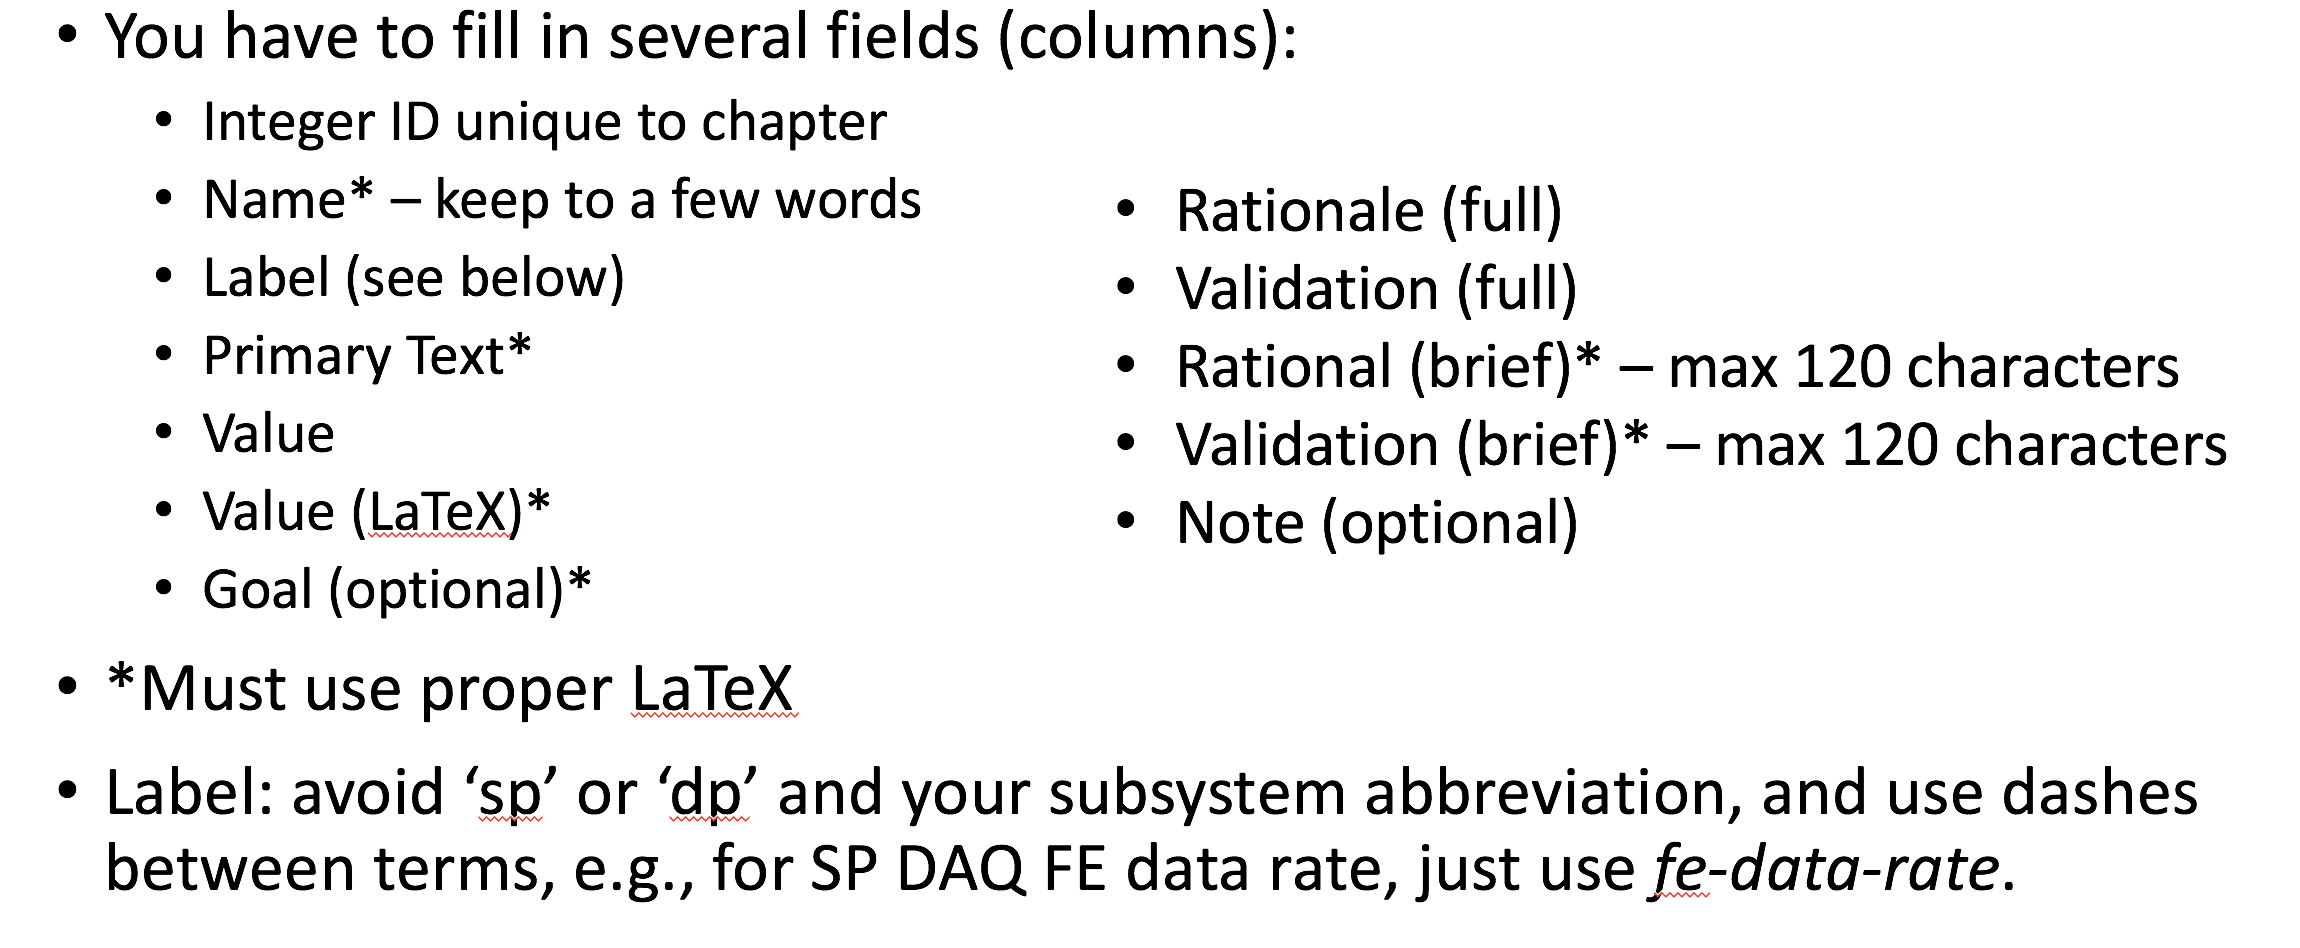 • You have to fill in several fields (columns):
• Integer ID unique to chapter
• Name* – keep to a few words
• Label (see below)
• Primary Text*
• Value
• Value (LaTeX)*
• Goal (optional)*
• Rationale (full)
• Validation (full)
• Rational (brief)* – max 120 characters
• Validation (brief)* – max 120 characters
• Note (optional)
• *Must use proper LaTeX
• Label: avoid ‘sp’ or ‘dp’ and your subsystem abbreviation, and use dashes
between terms, e.g., for SP DAQ FE data rate, just use fe-data-rate.